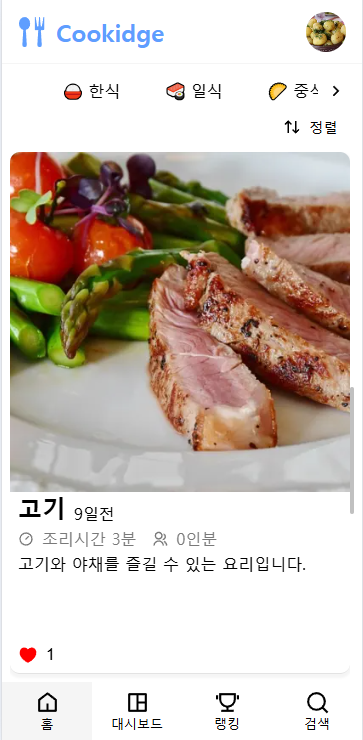 Cookidge
한식 일식 중식
정렬
고기 9일전
조리시간 3분 0인분
고기와 야채를 즐길 수 있는 요리입니다.
1
홈 대시보드 랭킹 검색